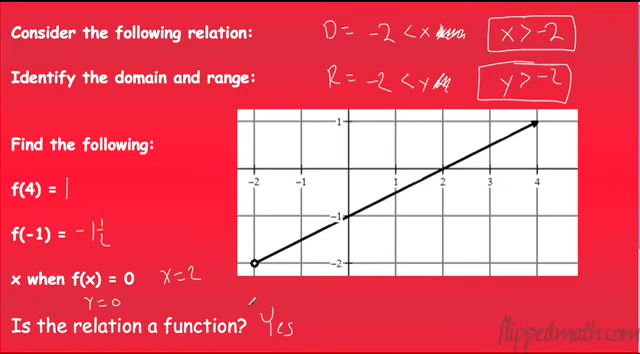 Consider the following relation: D = -2 < x x > -2
Identify the domain and range: R = -2 < y y > -2
Find the following:
f(4) = 1
f(-1) = -1 1/2
x when f(x) = 0 x = 2
Y = 0
Is the relation a function? Yes
1
-2 -1 1 2 3 4
-1
-2
flippedmath.com